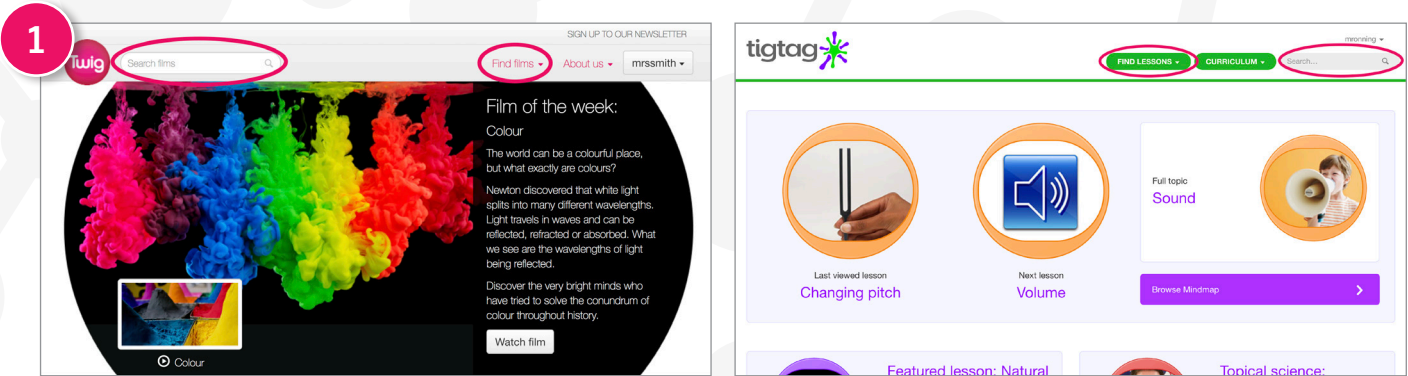 1
SIGN UP TO OUR NEWSLETTER
Twig
Search films
Find films
About us
mrssmith
Film of the week:
Colour
The world can be a colourful place,
but what exactly are colours?
Newton discovered that white light
splits into many different wavelengths.
Light travels in waves and can be
reflected, refracted or absorbed. What
we see are the wavelengths of light
being reflected.
Discover the very bright minds who
have tried to solve the conundrum of
colour throughout history.
Watch film
Colour
tigtag
mronning
FIND LESSONS
CURRICULUM
Search...
Last viewed lesson
Changing pitch
Next lesson
Volume
Full topic
Sound
Browse Mindmap
Featured lesson: Natural
Topical science: